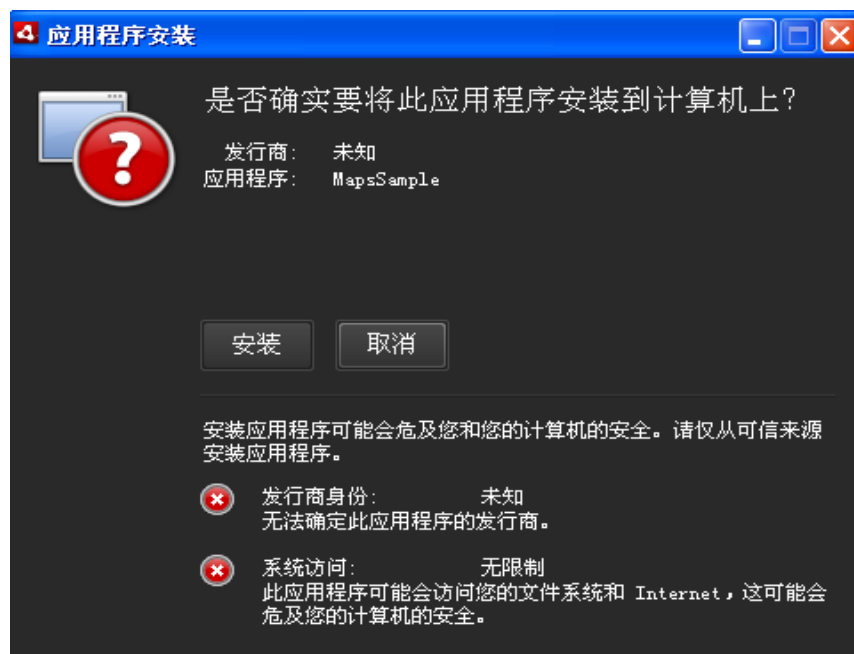 应用程序安装
是否确实要将此应用程序安装到计算机上?
发行商: 未知
应用程序: MapsSample
安装 取消
安装应用程序可能会危及您和您的计算机的安全。请仅从可信来源
安装应用程序。
发行商身份: 未知
无法确定此应用程序的发行商。
系统访问: 无限制
此应用程序可能会访问您的文件系统和 Internet，这可能会
危及您的计算机的安全。